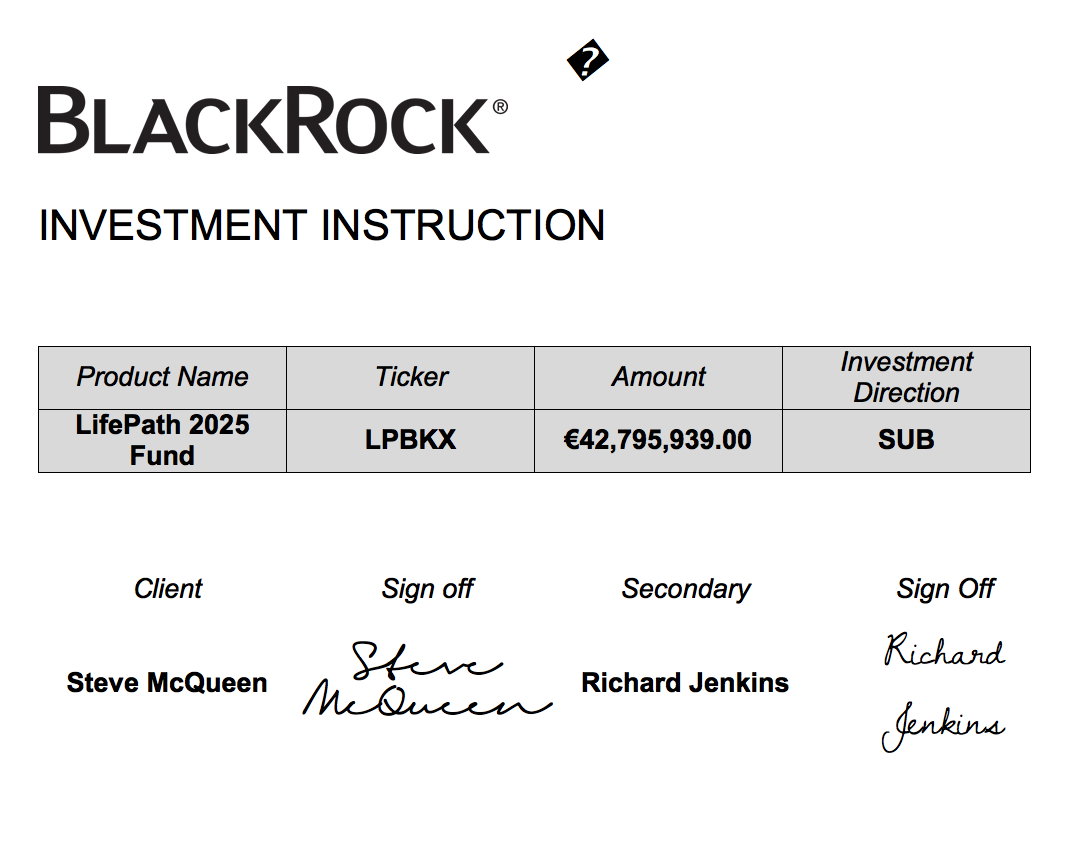 �
BLACKROCK®
INVESTMENT INSTRUCTION
Product Name Ticker Amount Investment Direction
LifePath 2025 Fund LPBKX €42,795,939.00 SUB
Client Sign off Secondary Sign Off
Steve McQueen Steve McQueen Richard Jenkins Richard Jenkins